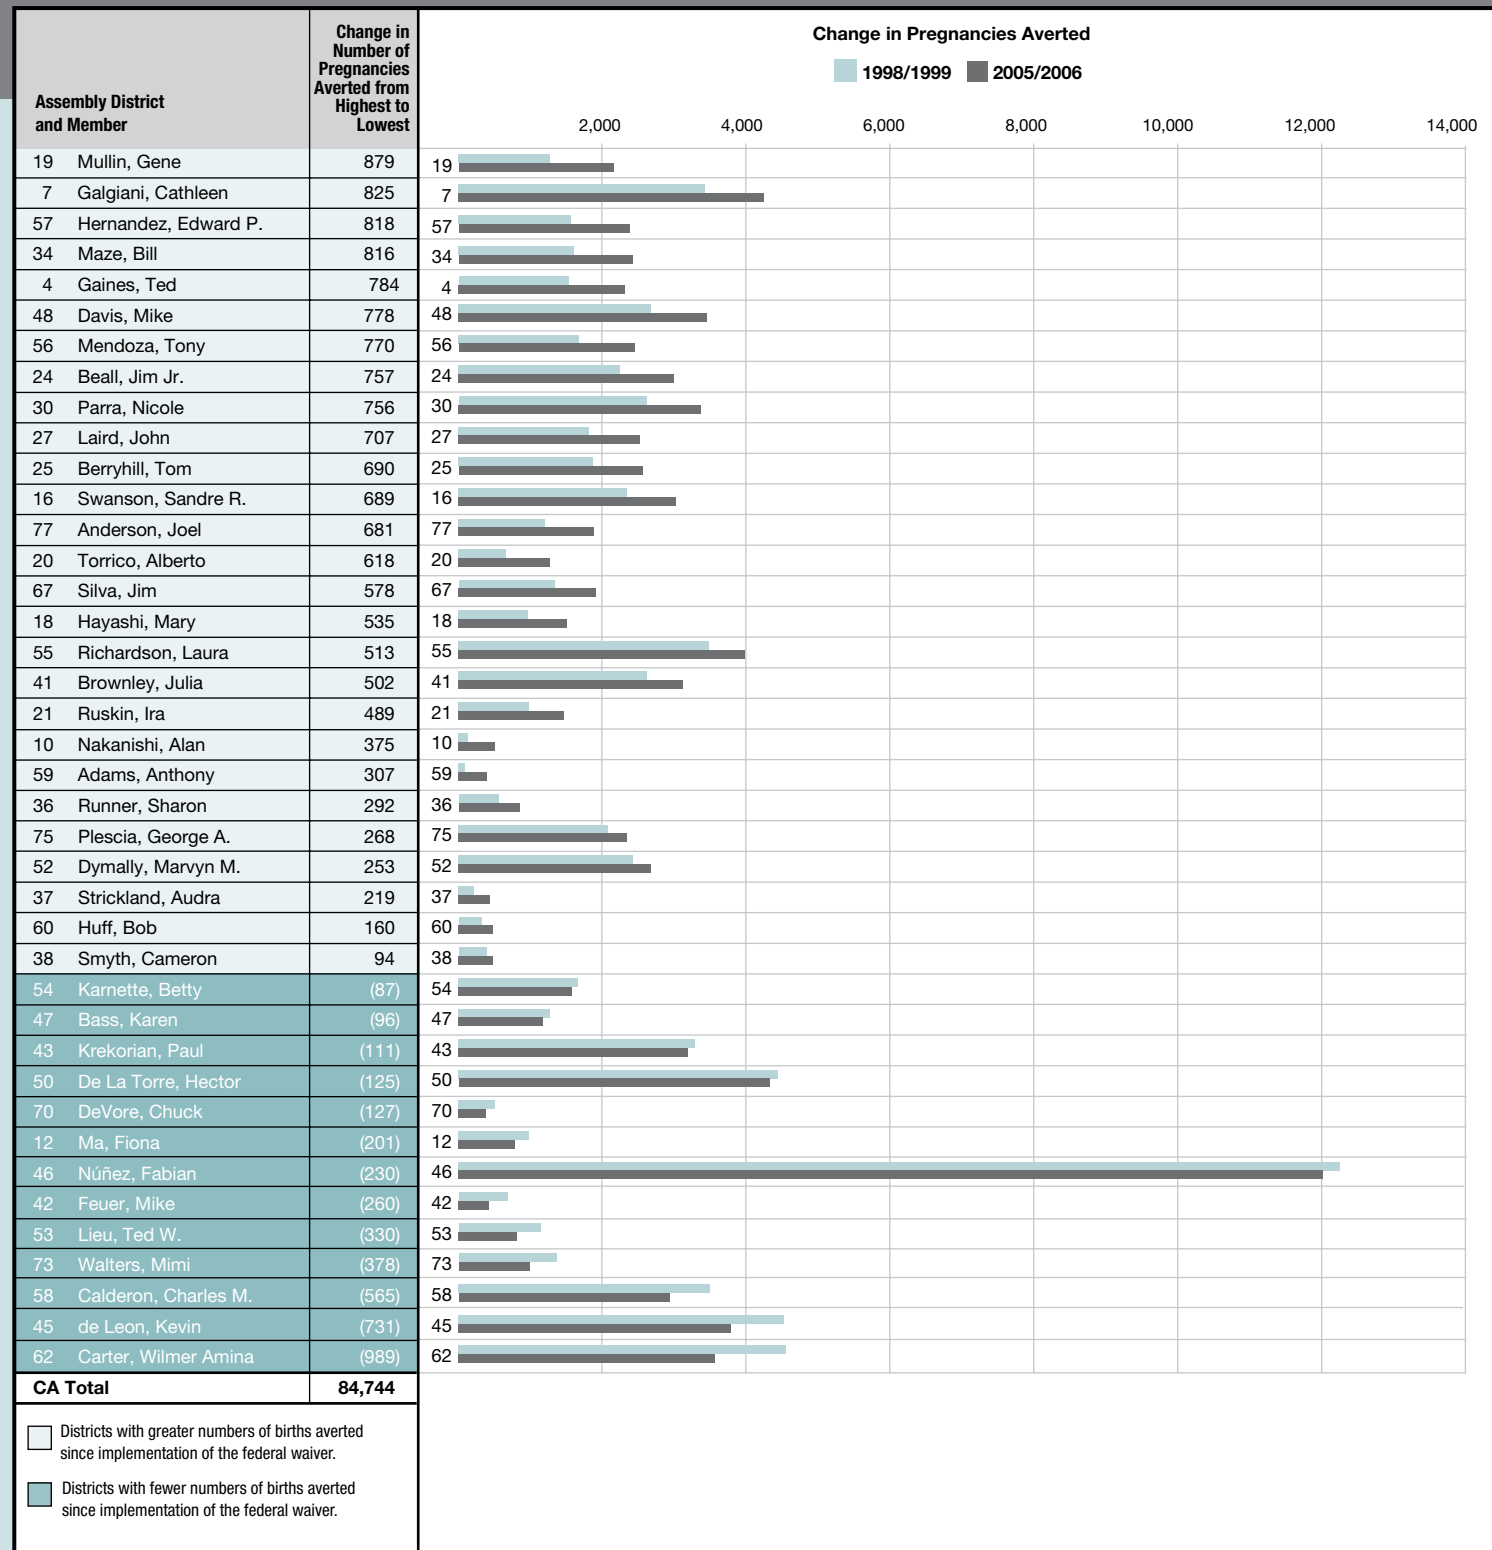 Assembly District
and Member
Change in
Number of
Pregnancies
Averted from
Highest to
Lowest
Change in Pregnancies Averted
1998/1999 2005/2006
2,000 4,000 6,000 8,000 10,000 12,000 14,000
19 Mullin, Gene 879 19
7 Galgiani, Cathleen 825 7
57 Hernandez, Edward P. 818 57
34 Maze, Bill 816 34
4 Gaines, Ted 784 4
48 Davis, Mike 778 48
56 Mendoza, Tony 770 56
24 Beall, Jim Jr. 757 24
30 Parra, Nicole 756 30
27 Laird, John 707 27
25 Berryhill, Tom 690 25
16 Swanson, Sandre R. 689 16
77 Anderson, Joel 681 77
20 Torrico, Alberto 618 20
67 Silva, Jim 578 67
18 Hayashi, Mary 535 18
55 Richardson, Laura 513 55
41 Brownley, Julia 502 41
21 Ruskin, Ira 489 21
10 Nakanishi, Alan 375 10
59 Adams, Anthony 307 59
36 Runner, Sharon 292 36
75 Plescia, George A. 268 75
52 Dymally, Marvyn M. 253 52
37 Strickland, Audra 219 37
60 Huff, Bob 160 60
38 Smyth, Cameron 94 38
54 Karnette, Betty (87) 54
47 Bass, Karen (96) 47
43 Krekorian, Paul (111) 43
50 De La Torre, Hector (125) 50
70 DeVore, Chuck (127) 70
12 Ma, Fiona (201) 12
46 Núñez, Fabian (230) 46
42 Feuer, Mike (260) 42
53 Lieu, Ted W. (330) 53
73 Walters, Mimi (378) 73
58 Calderon, Charles M. (565) 58
45 de Leon, Kevin (731) 45
62 Carter, Wilmer Amina (989) 62
CA Total 84,744
Districts with greater numbers of births averted
since implementation of the federal waiver.
Districts with fewer numbers of births averted
since implementation of the federal waiver.